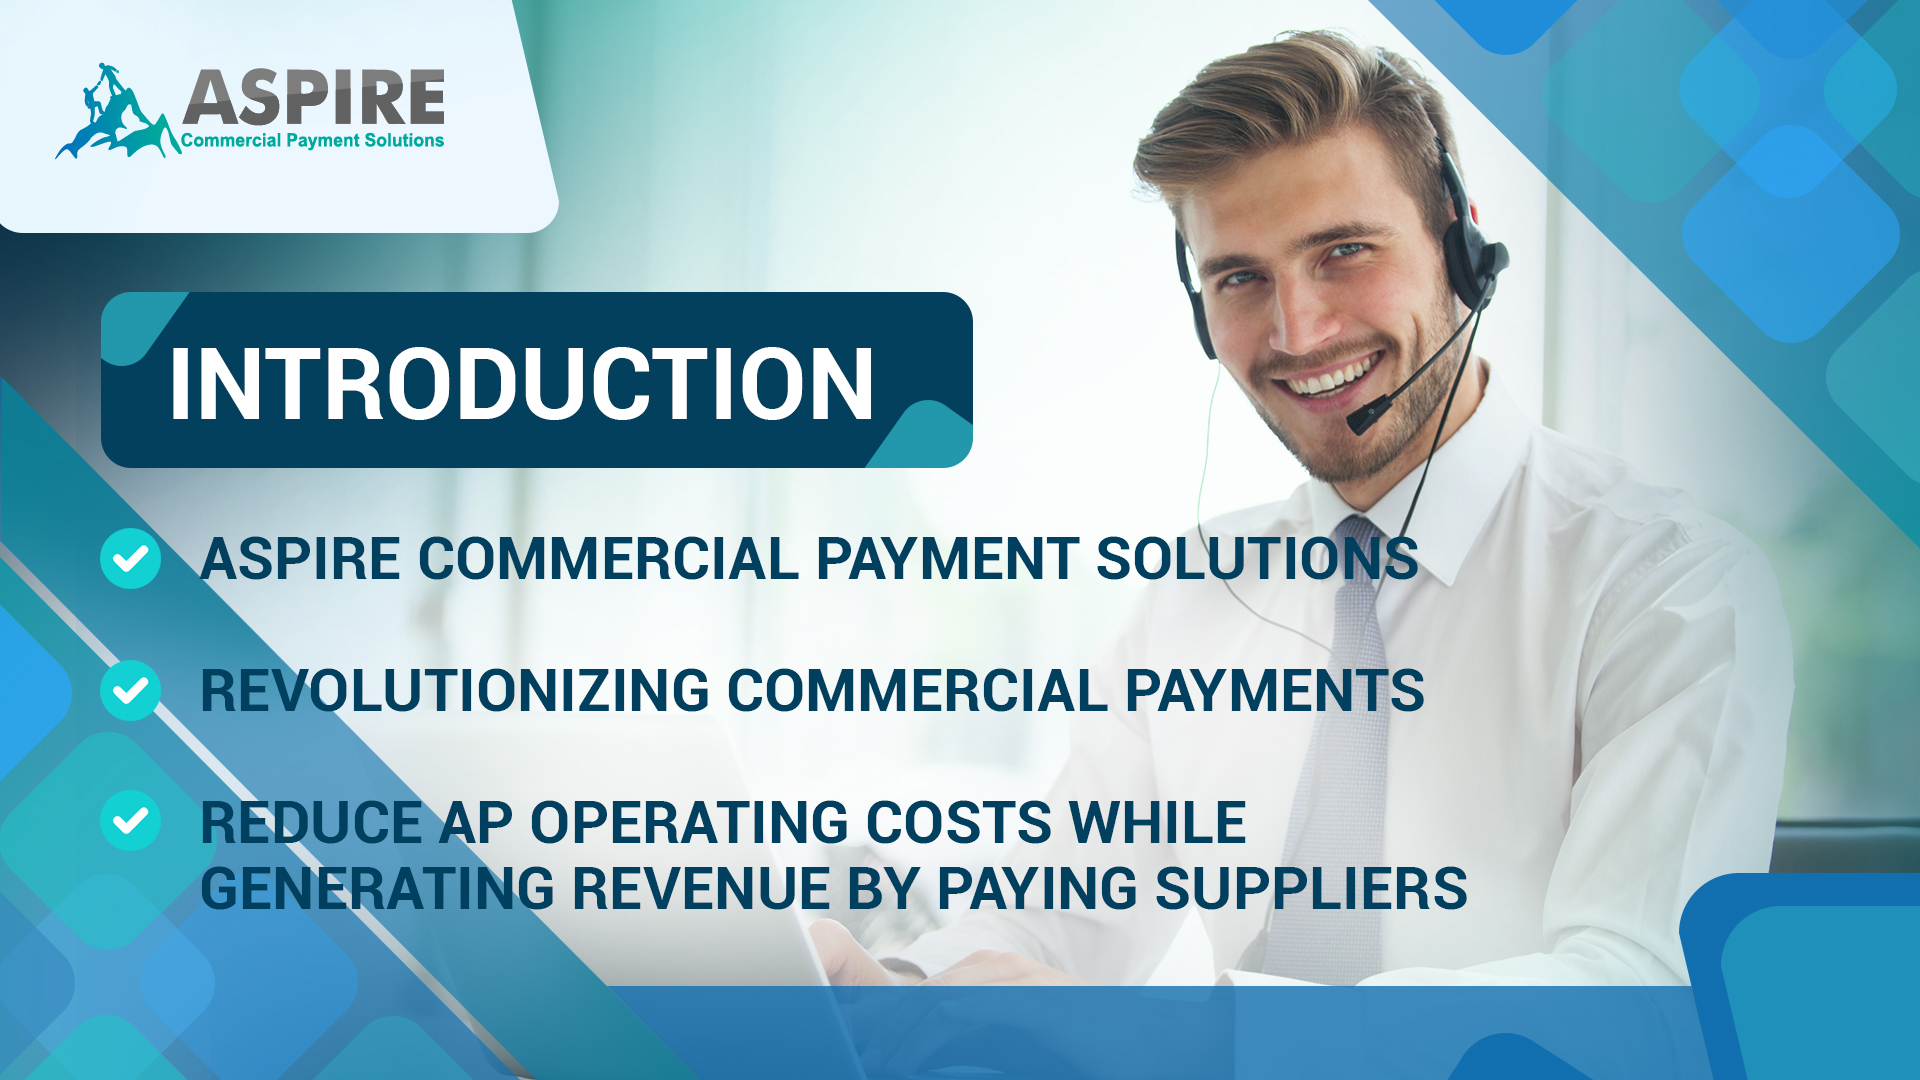 ASPIRE
Commercial Payment Solutions
INTRODUCTION
ASPIRE COMMERCIAL PAYMENT SOLUTIONS
REVOLUTIONIZING COMMERCIAL PAYMENTS
REDUCE AP OPERATING COSTS WHILE
GENERATING REVENUE BY PAYING SUPPLIERS